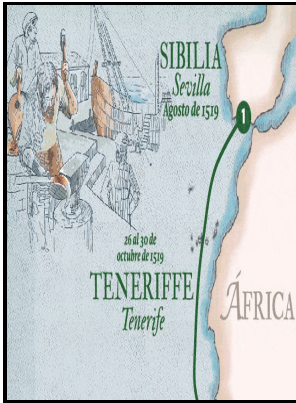 SIBILIA
Sevilla
Agosto de 1519
1
26 al 30 de
octubre de 1519
TENERIFFE
Tenerife
ÁFRICA